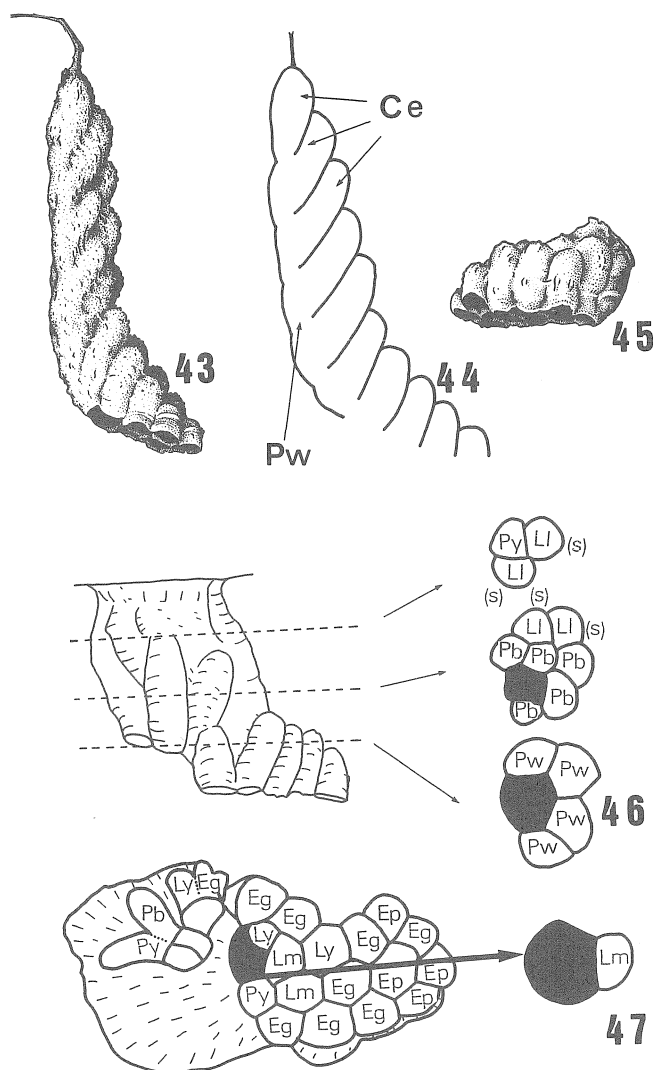 Ce
43
44
45
Pw
Py Ll (s)
Ll
(s) (s)
Ll Ll (s)
Pb Pb Pb
Pb
Pb
Pw Pw
Pw
Pw
46
Ly Eg Eg Ep
Pb Eg Eg
Ly Ly Eg
Py Lm Ep Ep Lm
Py Lm Eg Ep
Eg Eg Eg
47